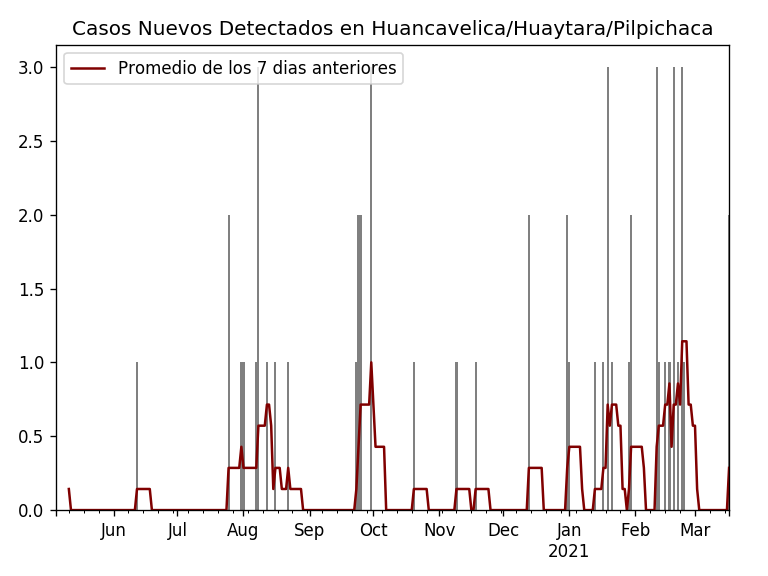 Casos Nuevos Detectados en Huancavelica/Huaytara/Pilpichaca
Promedio de los 7 dias anteriores
3.0
2.5
2.0
1.5
1.0
0.5
0.0
Jun Jul Aug Sep Oct Nov Dec Jan Feb Mar
2021